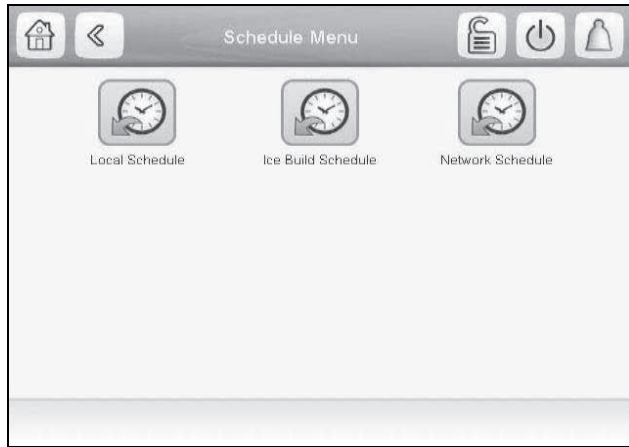 Schedule Menu
Local Schedule
Ice Build Schedule
Network Schedule